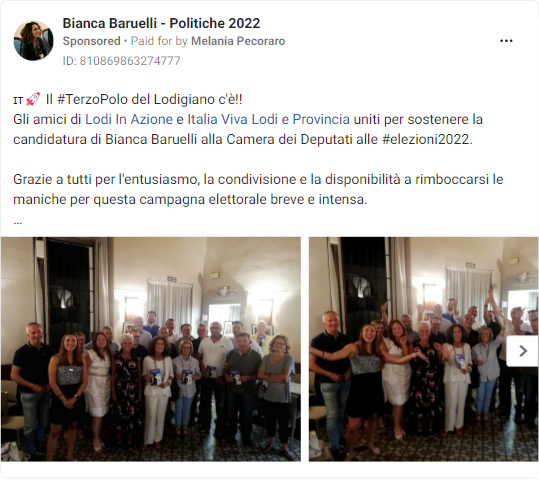 Bianca Baruelli - Politiche 2022
Sponsored • Paid for by Melania Pecoraro
ID: 810869863274777
IT🚀 Il #TerzoPolo del Lodigiano c'è!!
Gli amici di Lodi In Azione e Italia Viva Lodi e Provincia uniti per sostenere la
candidatura di Bianca Baruelli alla Camera dei Deputati alle #elezioni2022.
Grazie a tutti per l'entusiasmo, la condivisione e la disponibilità a rimboccarsi le
maniche per questa campagna elettorale breve e intensa.
...